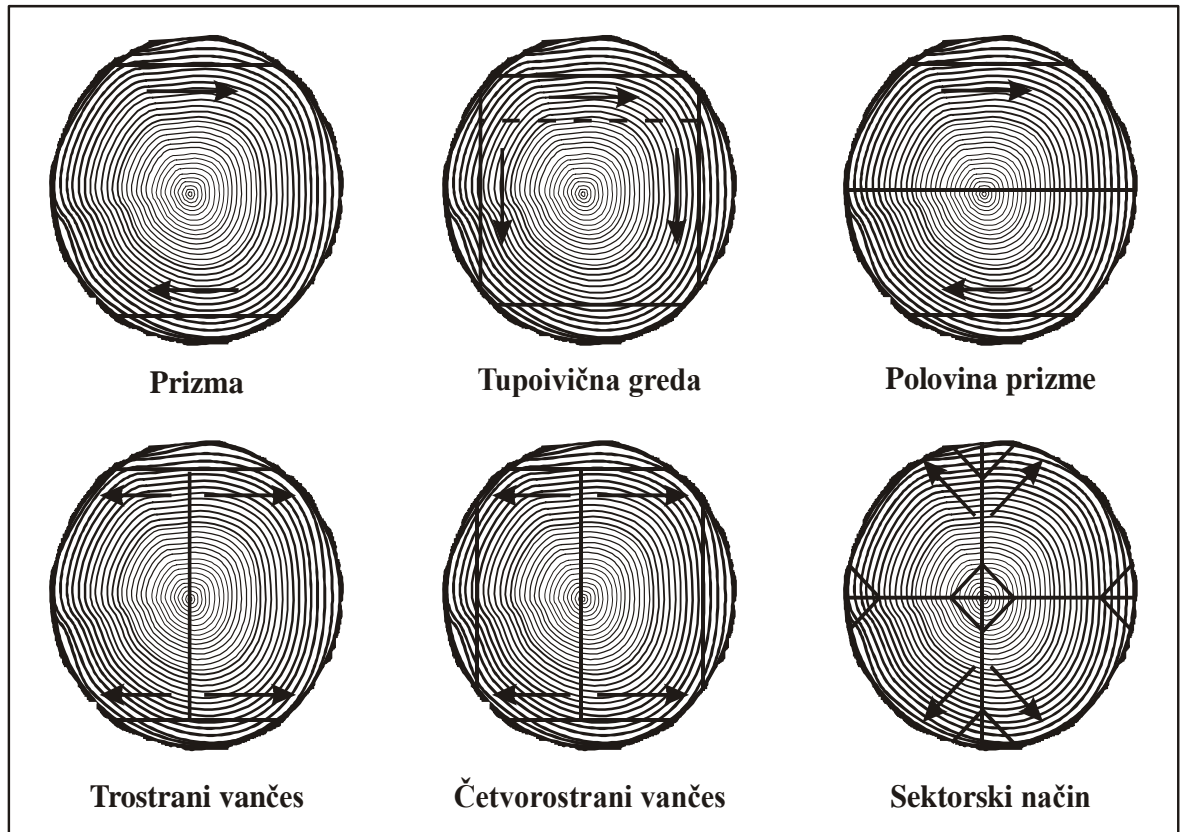 Prizma
Tupoivična greda
Polovina prizme
Trostrani vančes
Četvorostrani vančes
Sektorski način